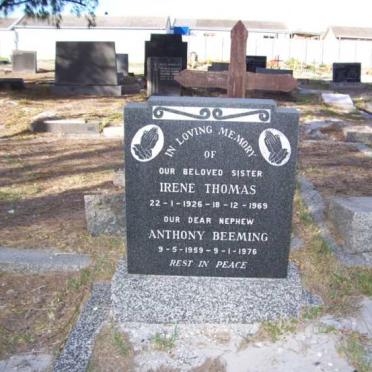 IN LOVING MEMORY
OF
OUR BELOVED SISTER
IRENE THOMAS
22-1-1926-18-12-1969
OUR DEAR NEPHEW
ANTHONY BEEMING
9-5-1959-9-1-1976
REST IN PEACE